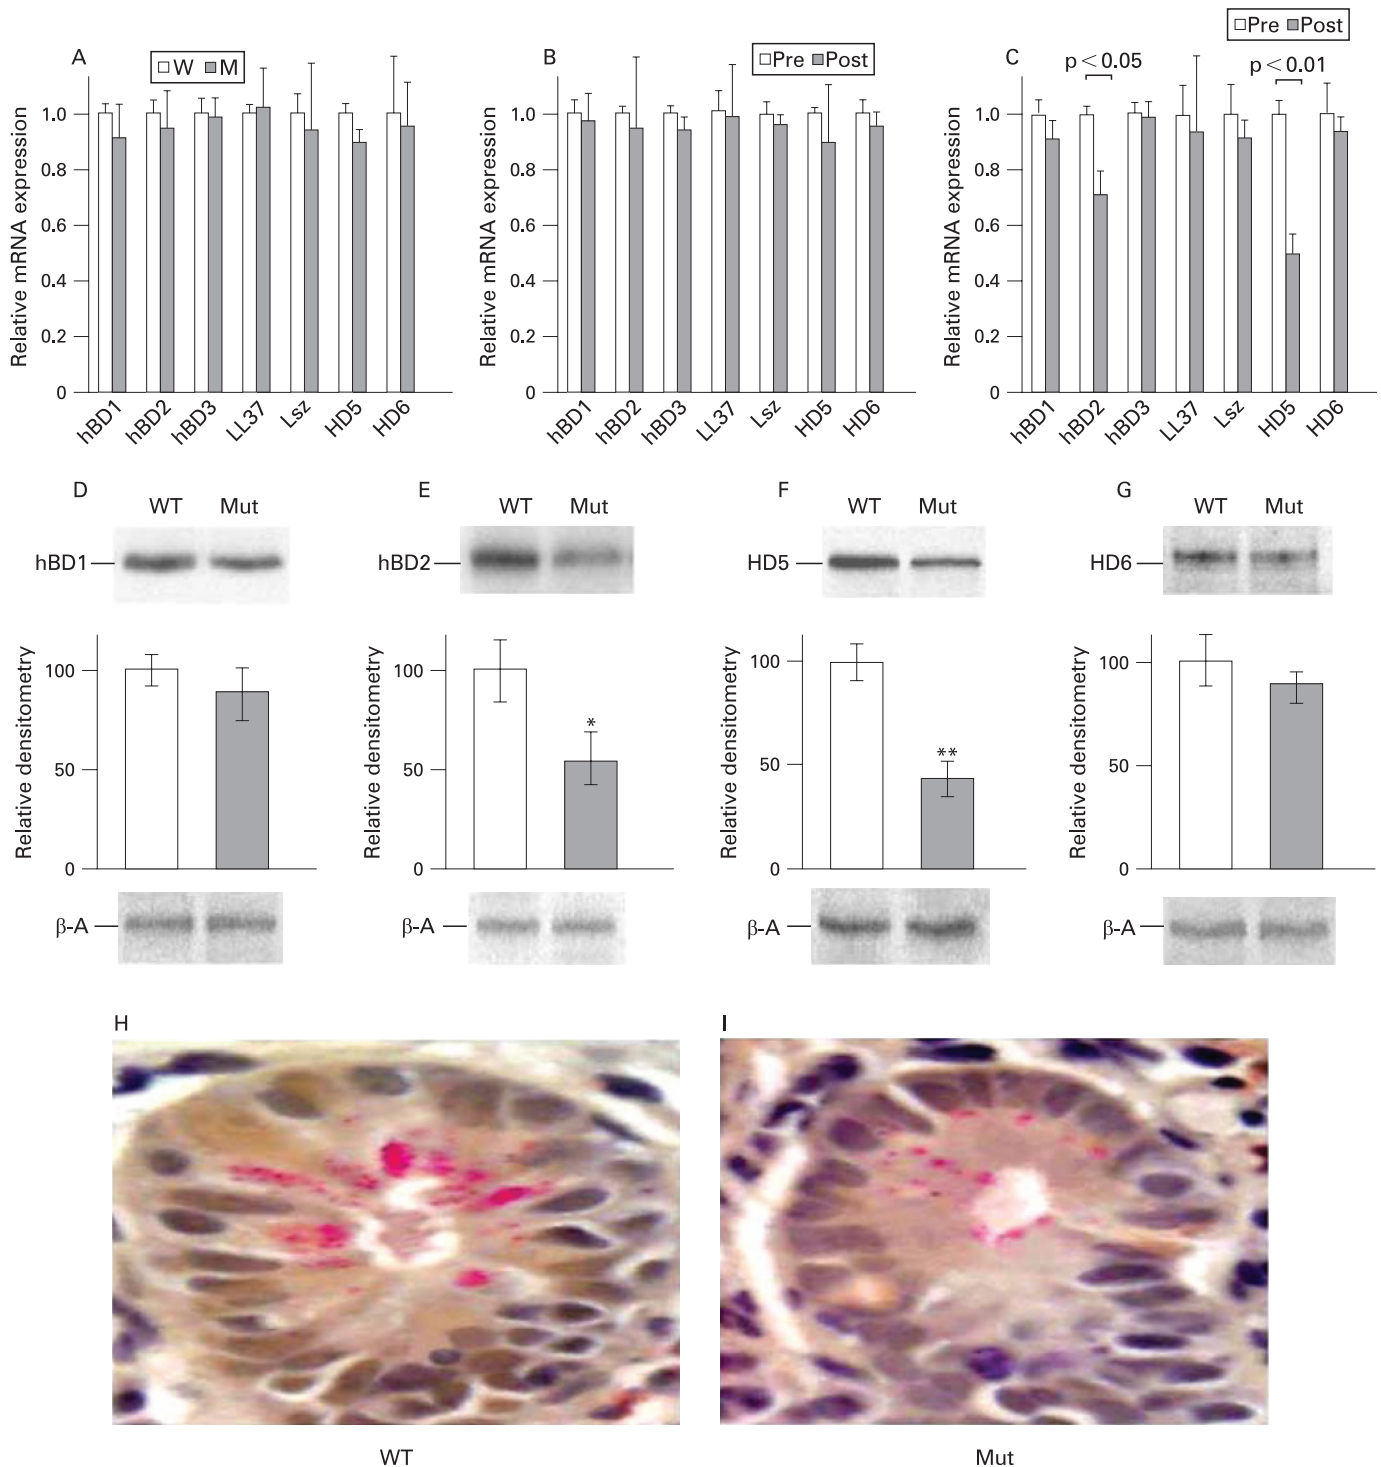 A
W M
Relative mRNA expression
1.0
0.8
0.6
0.4
0.2
0
hBD1 hBD2 hBD3 LL37 Lsz HD5 HD6
B
Pre Post
Relative mRNA expression
1.0
0.8
0.6
0.4
0.2
0
hBD1 hBD2 hBD3 LL37 Lsz HD5 HD6
C
Pre Post
p < 0.05
p < 0.01
Relative mRNA expression
1.0
0.8
0.6
0.4
0.2
0
hBD1 hBD2 hBD3 LL37 Lsz HD5 HD6
D
WT Mut
hBD1
Relative densitometry
100
50
0
β-A
E
WT Mut
hBD2
Relative densitometry
100
50
0
*
β-A
F
WT Mut
HD5
Relative densitometry
100
50
0
**
β-A
G
WT Mut
HD6
Relative densitometry
100
50
0
β-A
H
WT
I
Mut